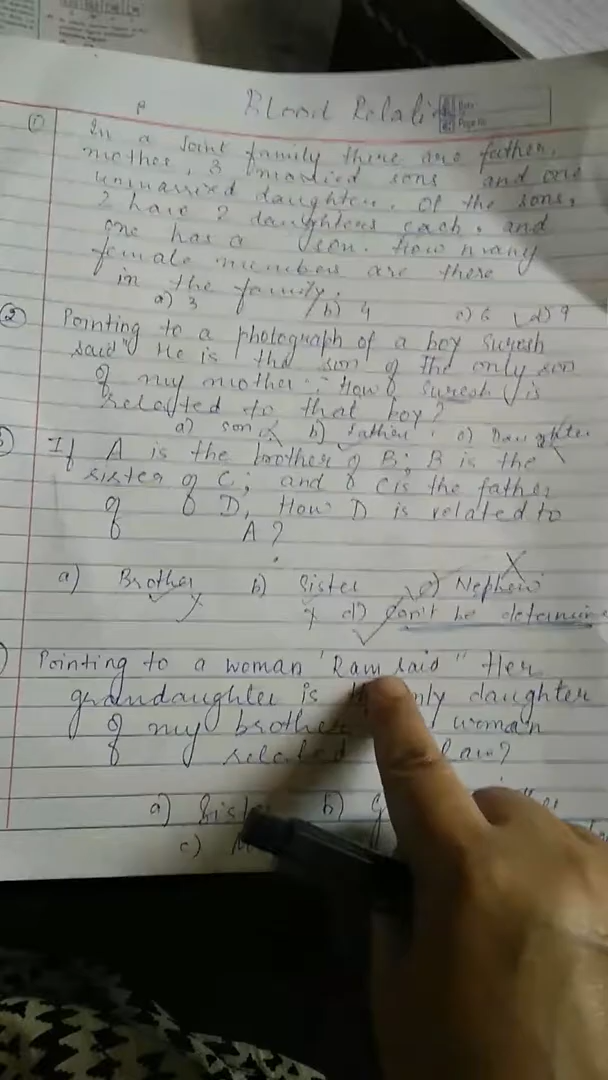 Blood Relati
Date
Page No
(1) In a joint family there are father,
mother, 3 married sons and one
unmarried daughter. Of the sons,
2 have 2 daughters each, and
one has a son. How many
female members are there
in the family.
a) 3 b) 4 c) 6 d) 9
(2) Pointing to a photograph of a boy Suresh
said "He is the son of the only son
of my mother. How Suresh is
related to that boy?
a) son b) Father c) Daughter
If A is the brother of B; B is the
sister of C; and C is the father
of D, How D is related to
A?
a) Brother b) Sister c) Nephew
d) Can't be determine
Pointing to a woman "Ram said" Her
grandaughter is only daughter
of my brother woman
related
a) Siste b)
c)